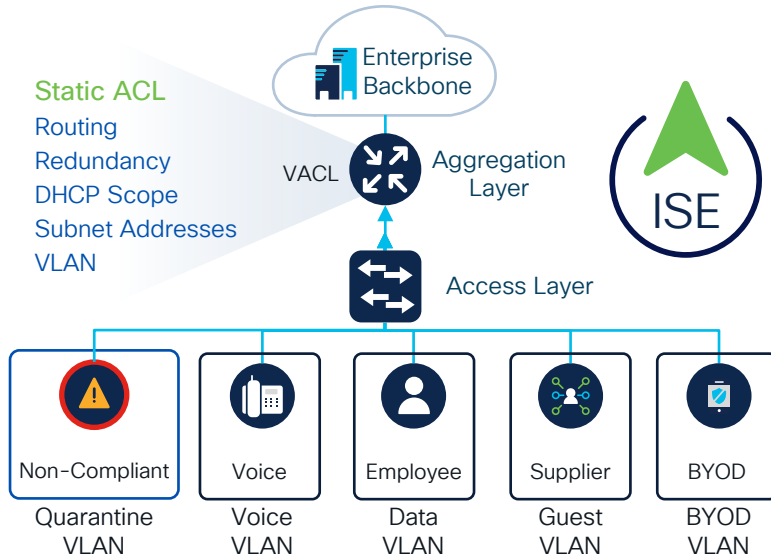 Enterprise
Backbone
Static ACL
Routing
Redundancy
DHCP Scope
Subnet Addresses
VLAN
VACL
Aggregation
Layer
ISE
Access Layer
Non-Compliant
Voice
Employee
Supplier
BYOD
Quarantine
VLAN
Voice
VLAN
Data
VLAN
Guest
VLAN
BYOD
VLAN